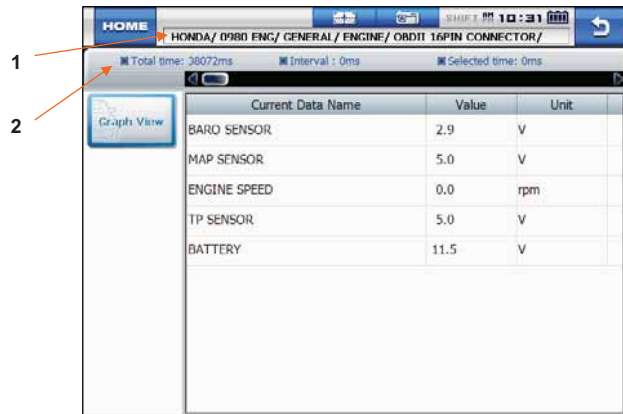 HOME
SHIFT 10:31
HONDA/ 0980 ENG/ GENERAL/ ENGINE/ OBDII 16PIN CONNECTOR/
1
Total time: 38072ms Interval : 0ms Selected time: 0ms
2
Graph View
Current Data Name Value Unit
BARO SENSOR 2.9 V
MAP SENSOR 5.0 V
ENGINE SPEED 0.0 rpm
TP SENSOR 5.0 V
BATTERY 11.5 V